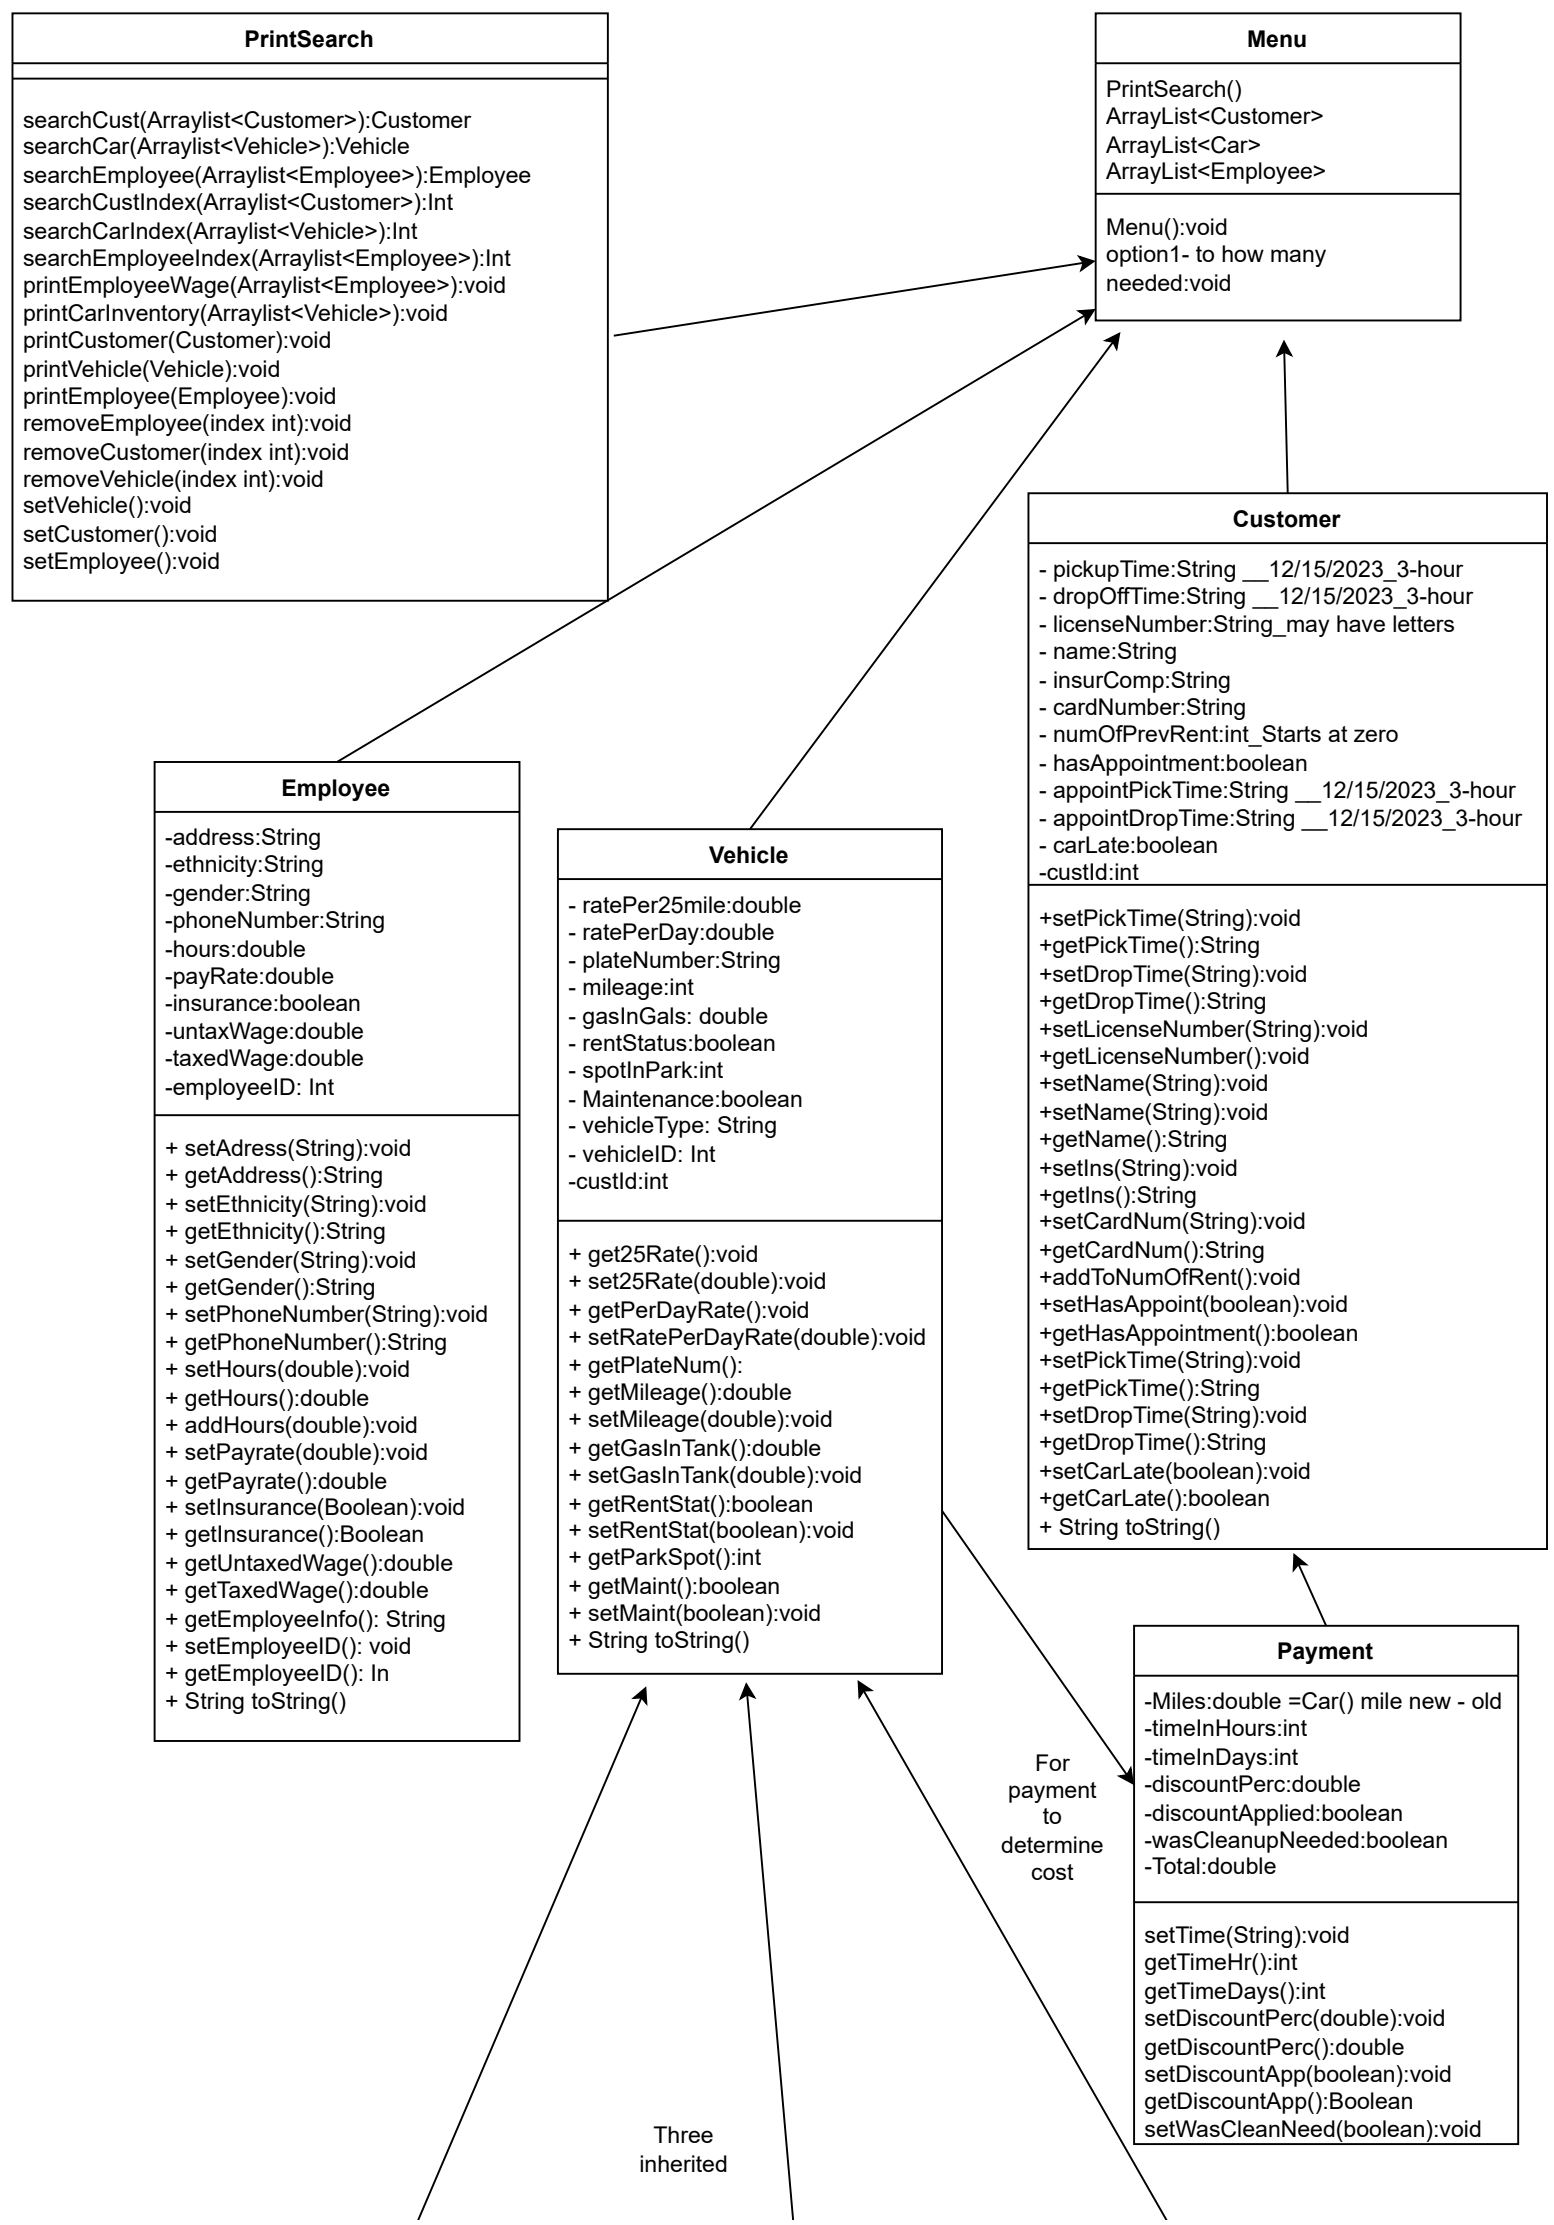 PrintSearch
searchCust(Arraylist<Customer>):Customer
searchCar(Arraylist<Vehicle>):Vehicle
searchEmployee(Arraylist<Employee>):Employee
searchCustIndex(Arraylist<Customer>):Int
searchCarIndex(Arraylist<Vehicle>):Int
searchEmployeeIndex(Arraylist<Employee>):Int
printEmployeeWage(Arraylist<Employee>):void
printCarInventory(Arraylist<Vehicle>):void
printCustomer(Customer):void
printVehicle(Vehicle):void
printEmployee(Employee):void
removeEmployee(index int):void
removeCustomer(index int):void
removeVehicle(index int):void
setVehicle():void
setCustomer():void
setEmployee():void
Menu
PrintSearch()
ArrayList<Customer>
ArrayList<Car>
ArrayList<Employee>
Menu():void
option1- to how many
needed:void
Customer
- pickupTime:String __12/15/2023_3-hour
- dropOffTime:String __12/15/2023_3-hour
- licenseNumber:String_may have letters
- name:String
- insurComp:String
- cardNumber:String
- numOfPrevRent:int_Starts at zero
- hasAppointment:boolean
- appointPickTime:String __12/15/2023_3-hour
- appointDropTime:String __12/15/2023_3-hour
- carLate:boolean
-custId:int
+setPickTime(String):void
+getPickTime():String
+setDropTime(String):void
+getDropTime():String
+setLicenseNumber(String):void
+getLicenseNumber():void
+setName(String):void
+setName(String):void
+getName():String
+setIns(String):void
+getIns():String
+setCardNum(String):void
+getCardNum():String
+addToNumOfRent():void
+setHasAppoint(boolean):void
+getHasAppointment():boolean
+setPickTime(String):void
+getPickTime():String
+setDropTime(String):void
+getDropTime():String
+setCarLate(boolean):void
+getCarLate():boolean
+ String toString()
Employee
-address:String
-ethnicity:String
-gender:String
-phoneNumber:String
-hours:double
-payRate:double
-insurance:boolean
-untaxWage:double
-taxedWage:double
-employeeID: Int
+ setAdress(String):void
+ getAddress():String
+ setEthnicity(String):void
+ getEthnicity():String
+ setGender(String):void
+ getGender():String
+ setPhoneNumber(String):void
+ getPhoneNumber():String
+ setHours(double):void
+ getHours():double
+ addHours(double):void
+ setPayrate(double):void
+ getPayrate():double
+ setInsurance(Boolean):void
+ getInsurance():Boolean
+ getUntaxedWage():double
+ getTaxedWage():double
+ getEmployeeInfo(): String
+ setEmployeeID(): void
+ getEmployeeID(): In
+ String toString()
Vehicle
- ratePer25mile:double
- ratePerDay:double
- plateNumber:String
- mileage:int
- gasInGals: double
- rentStatus:boolean
- spotInPark:int
- Maintenance:boolean
- vehicleType: String
- vehicleID: Int
-custId:int
+ get25Rate():void
+ set25Rate(double):void
+ getPerDayRate():void
+ setRatePerDayRate(double):void
+ getPlateNum():
+ getMileage():double
+ setMileage(double):void
+ getGasInTank():double
+ setGasInTank(double):void
+ getRentStat():boolean
+ setRentStat(boolean):void
+ getParkSpot():int
+ getMaint():boolean
+ setMaint(boolean):void
+ String toString()
For
payment
to
determine
cost
Payment
-Miles:double =Car() mile new - old
-timeInHours:int
-timeInDays:int
-discountPerc:double
-discountApplied:boolean
-wasCleanupNeeded:boolean
-Total:double
setTime(String):void
getTimeHr():int
getTimeDays():int
setDiscountPerc(double):void
getDiscountPerc():double
setDiscountApp(boolean):void
getDiscountApp():Boolean
setWasCleanNeed(boolean):void
Three
inherited